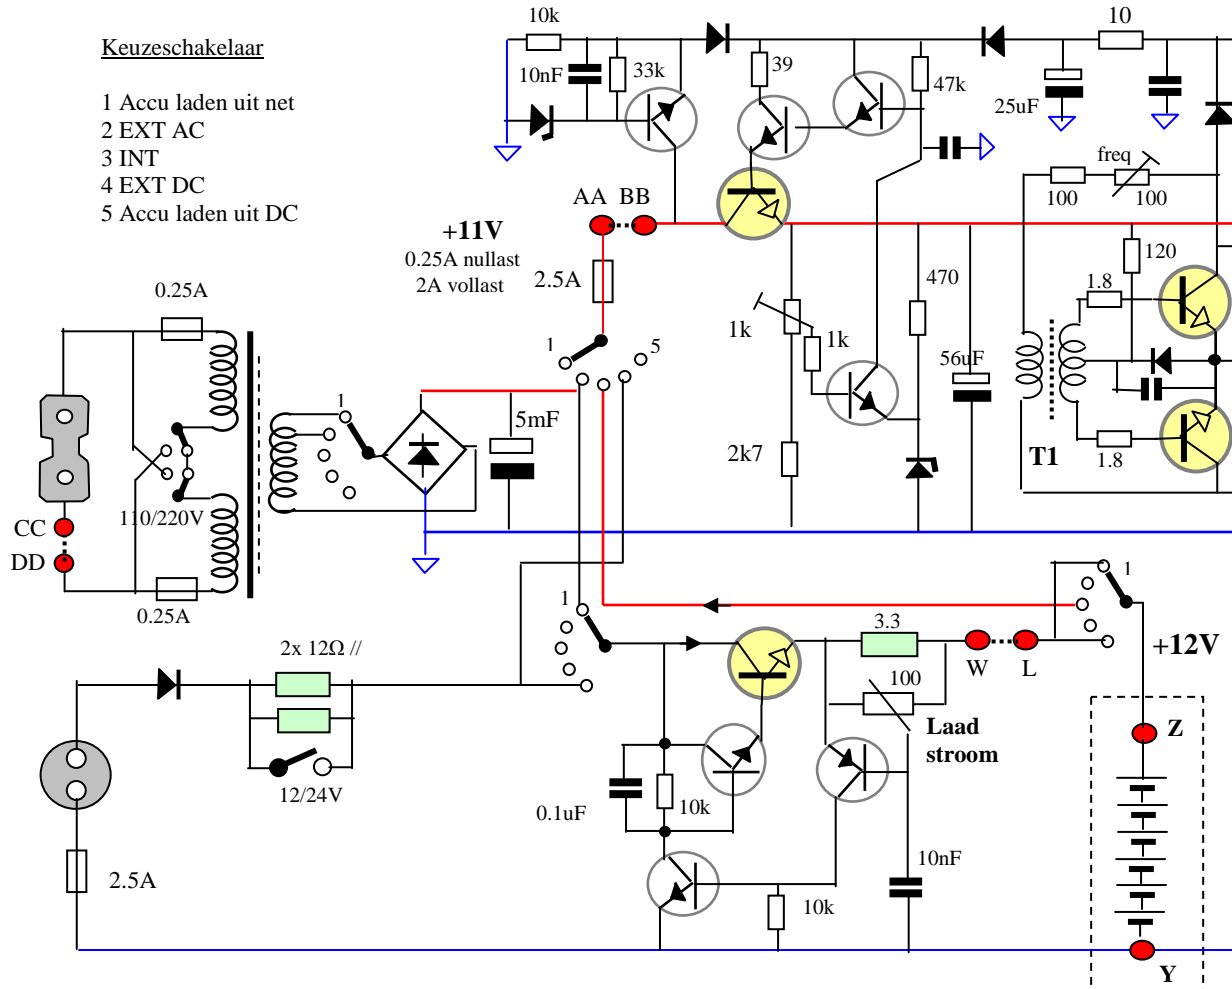 Keuzeschakelaar
1 Accu laden uit net
2 EXT AC
3 INT
4 EXT DC
5 Accu laden uit DC
10k
10nF
33k
39
47k
25uF
10
freq
100
100
AA
BB
+11V
0.25A nullast
2A vollast
2.5A
1
5
1k
1k
2k7
470
56uF
120
1.8
1.8
T1
0.25A
110/220V
CC
DD
0.25A
1
5mF
1
1
3.3
W
L
+12V
100
Laad
stroom
Z
2x 12Ω //
12/24V
0.1uF
10k
10nF
10k
2.5A
Y